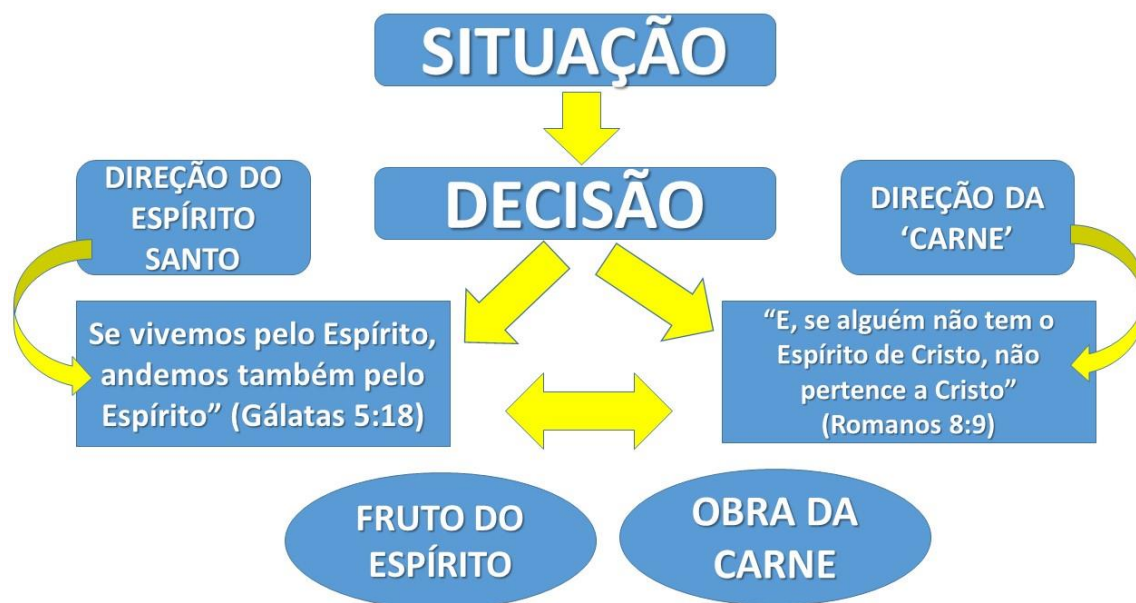 SITUAÇÃO
DIREÇÃO DO
ESPÍRITO
SANTO
DECISÃO
DIREÇÃO DA
‘CARNE’
Se vivemos pelo Espírito,
andemos também pelo
Espírito” (Gálatas 5:18)
“E, se alguém não tem o
Espírito de Cristo, não
pertence a Cristo”
(Romanos 8:9)
FRUTO DO
ESPÍRITO
OBRA DA
CARNE